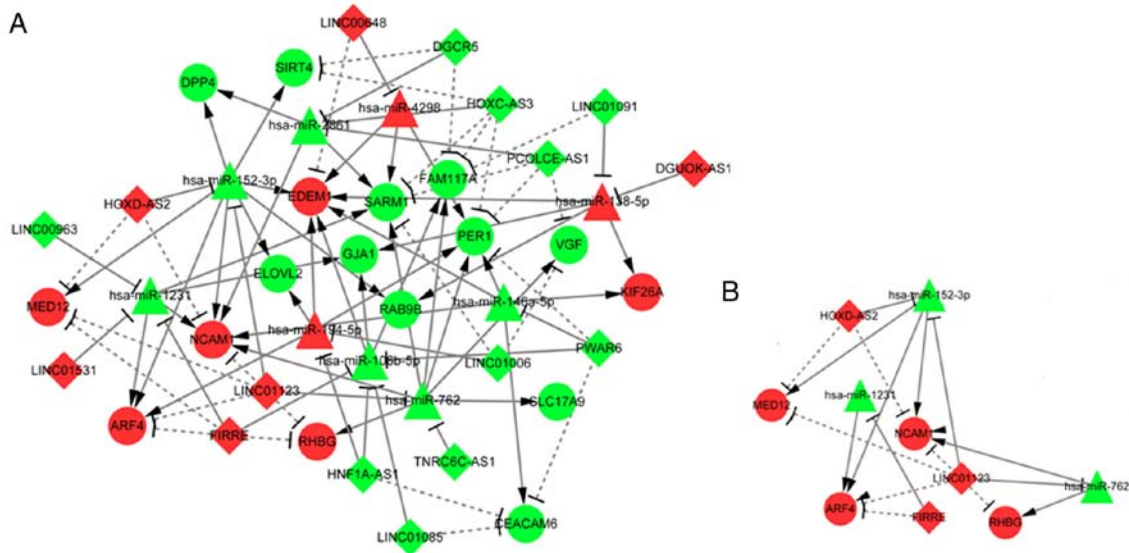 A
LINC00648
DGCR5
SIRT4
DPP4
hsa-miR-4298
HOXC-AS3
LINC01091
hsa-miR-2861
PCOLCE-AS1
DGUOK-AS1
hsa-miR-152-3p
FAM117A
HOXD-AS2
EDEM1
SARM1
hsa-miR-138-5p
LINC00963
PER1
VGF
GJA1
ELOVL2
hsa-miR-1231
MED12
RAB9B
hsa-miR-146a-5p
KIF26A
NCAM1
hsa-miR-194-5p
PWAR6
LINC01531
hsa-miR-106b-5p
LINC01006
LINC01123
hsa-miR-762
SLC17A9
ARF4
FIRRE
RHBG
TNRC6C-AS1
HNF1A-AS1
CEACAM6
LINC01085
B
hsa-miR-152-3p
HOXD-AS2
MED12
hsa-miR-1231
NCAM1
LINC01123
hsa-miR-762
ARF4
FIRRE
RHBG